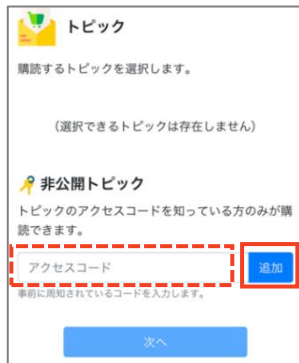 トピック
購読するトピックを選択します。
(選択できるトピックは存在しません)
非公開トピック
トピックのアクセスコードを知っている方のみが購
読できます。
アクセスコード
追加
事前に周知されているコードを入力します。
次へ